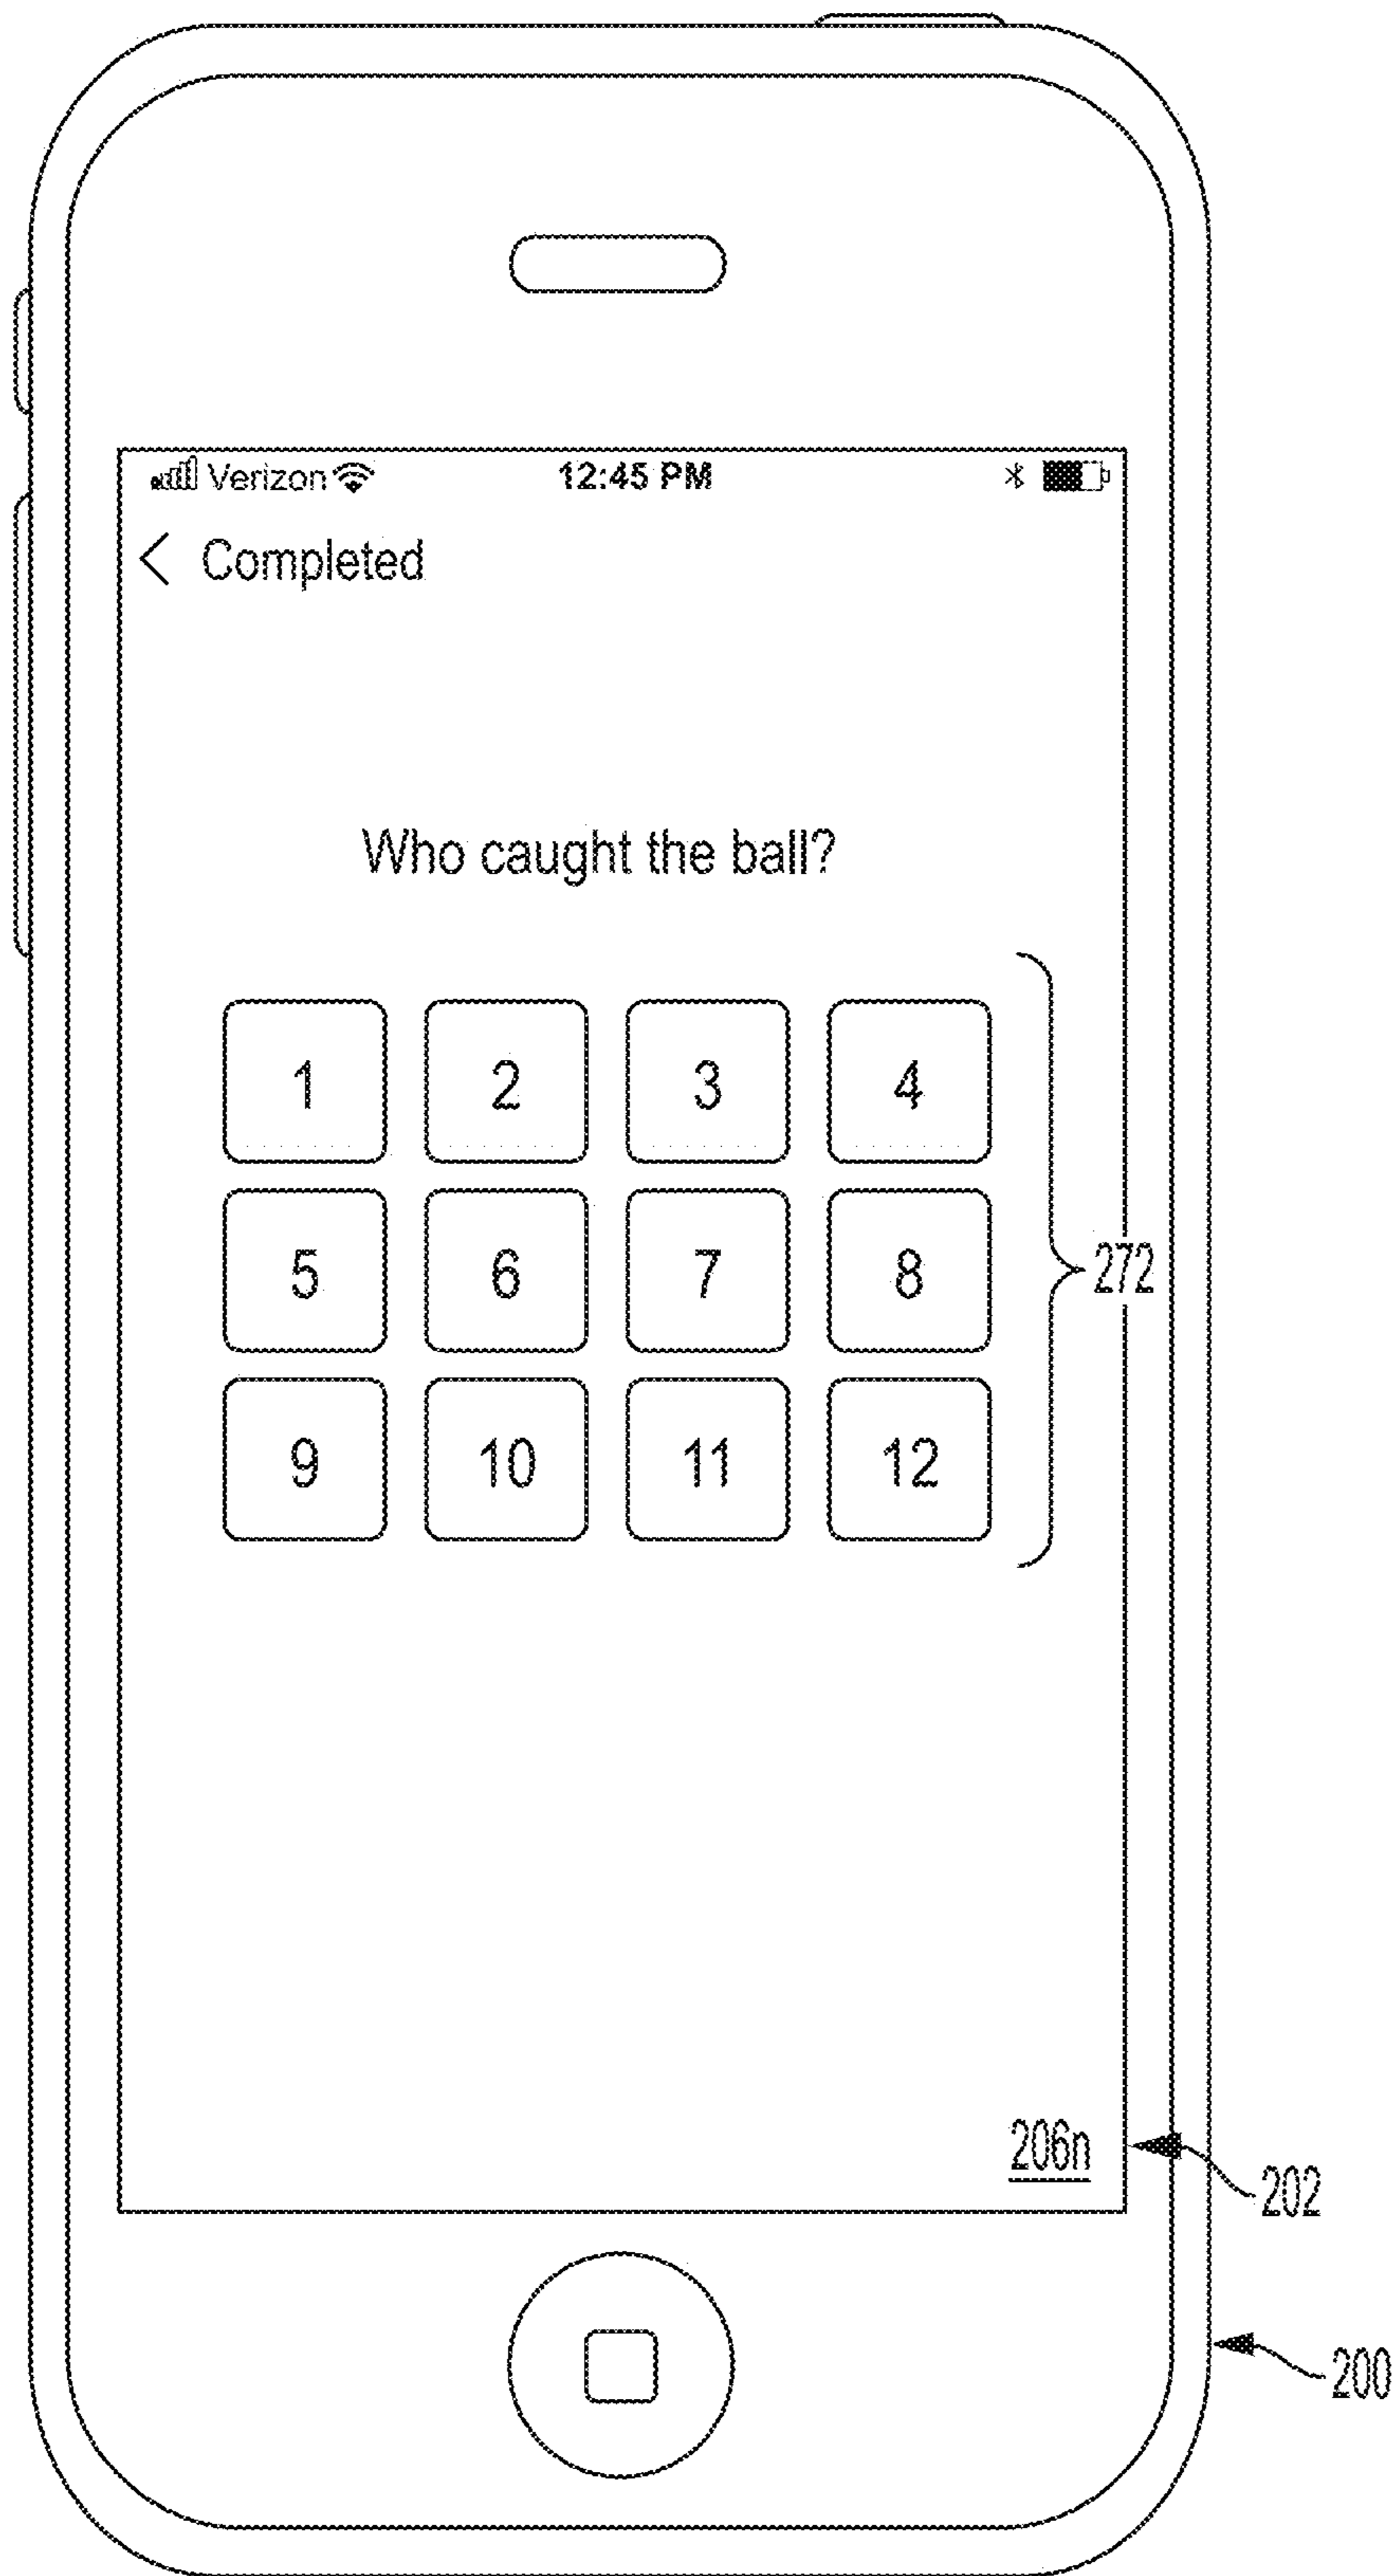 Verizon 12:45 PM
< Completed
Who caught the ball?
1 2 3 4
5 6 7 8
272
9 10 11 12
206n
202
200